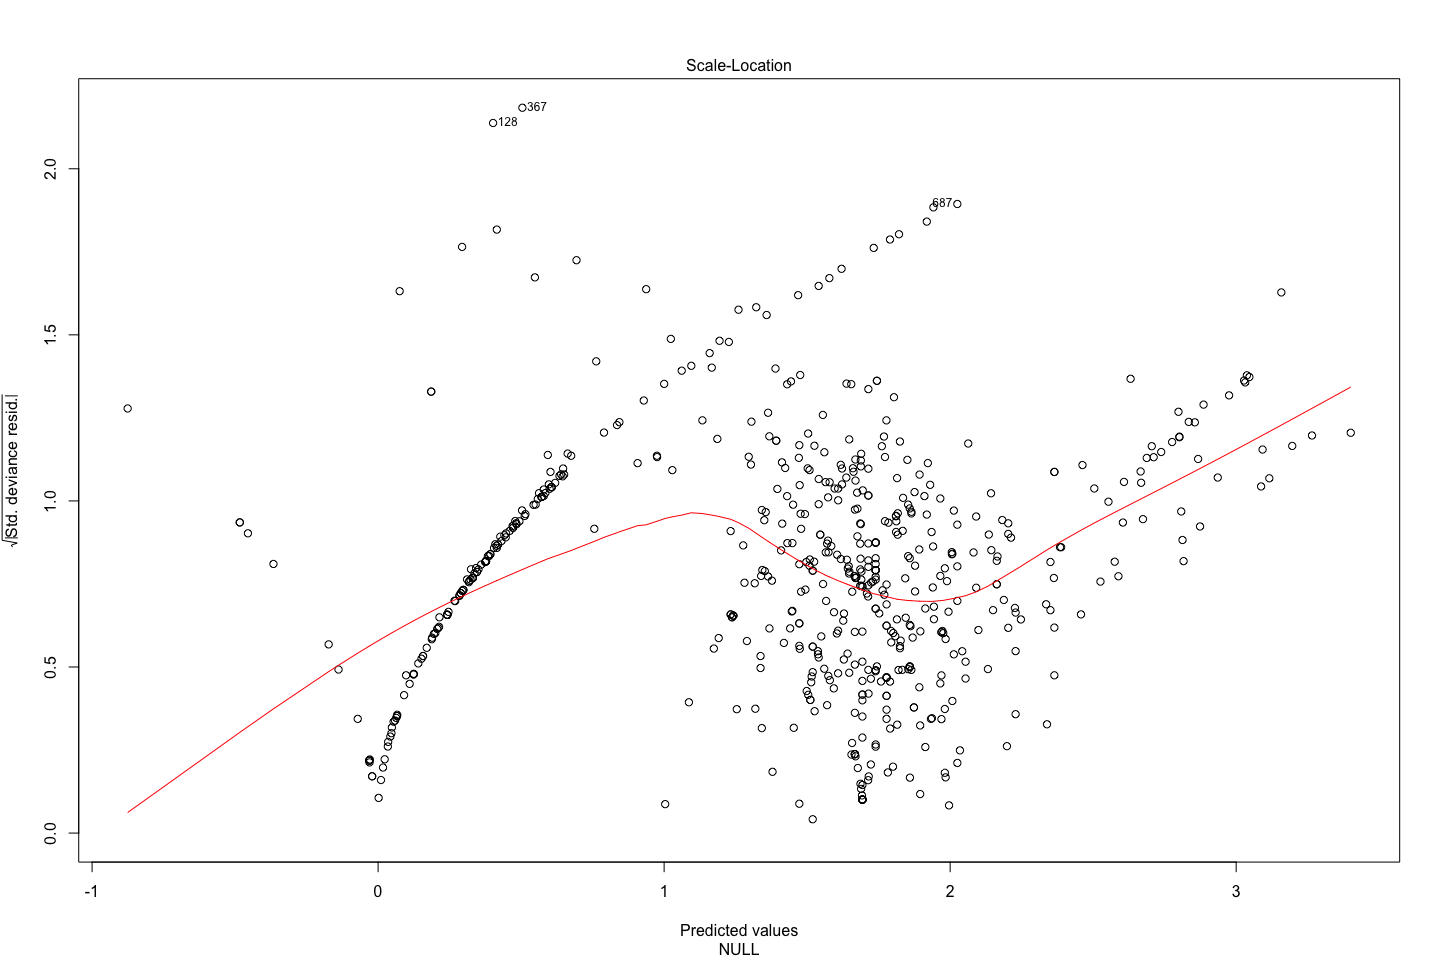 Scale-Location
367
128
687
√|Std. deviance resid.|
2.0
1.5
1.0
0.5
0.0
-1 0 1 2 3
Predicted values
NULL